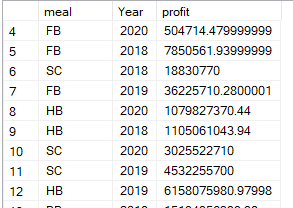 meal Year profit
4 FB 2020 504714.479999999
5 FB 2018 7850561.93999999
6 SC 2018 18830770
7 FB 2019 36225710.2800001
8 HB 2020 1079827370.44
9 HB 2018 1105061043.94
10 SC 2020 3025522710
11 SC 2019 4532255700
12 HB 2019 6158075980.97998